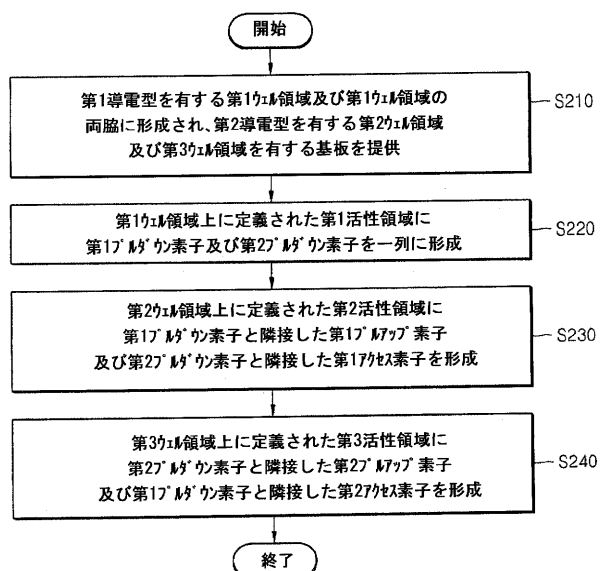 開始
第1導電型を有する第1ｳｪﾙ領域及び第1ｳｪﾙ領域の
両脇に形成され、第2導電型を有する第2ｳｪﾙ領域
及び第3ｳｪﾙ領域を有する基板を提供
S210
第1ｳｪﾙ領域上に定義された第1活性領域に
第1ﾌﾟﾙﾀﾞｳﾝ素子及び第2ﾌﾟﾙﾀﾞｳﾝ素子を一列に形成
S220
第2ｳｪﾙ領域上に定義された第2活性領域に
第1ﾌﾟﾙﾀﾞｳﾝ素子と隣接した第1ﾌﾟﾙｱｯﾌﾟ素子
及び第2ﾌﾟﾙﾀﾞｳﾝ素子と隣接した第1ｱｸｾｽ素子を形成
S230
第3ｳｪﾙ領域上に定義された第3活性領域に
第2ﾌﾟﾙﾀﾞｳﾝ素子と隣接した第2ﾌﾟﾙｱｯﾌﾟ素子
及び第1ﾌﾟﾙﾀﾞｳﾝ素子と隣接した第2ｱｸｾｽ素子を形成
S240
終了